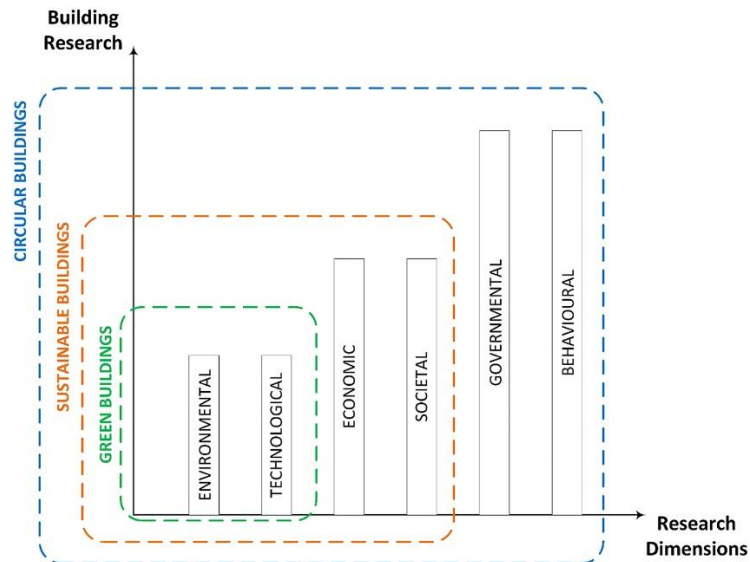 Building
Research
CIRCULAR BUILDINGS
SUSTAINABLE BUILDINGS
GREEN BUILDINGS
ENVIRONMENTAL
TECHNOLOGICAL
ECONOMIC
SOCIETAL
GOVERNMENTAL
BEHAVIOURAL
Research
Dimensions